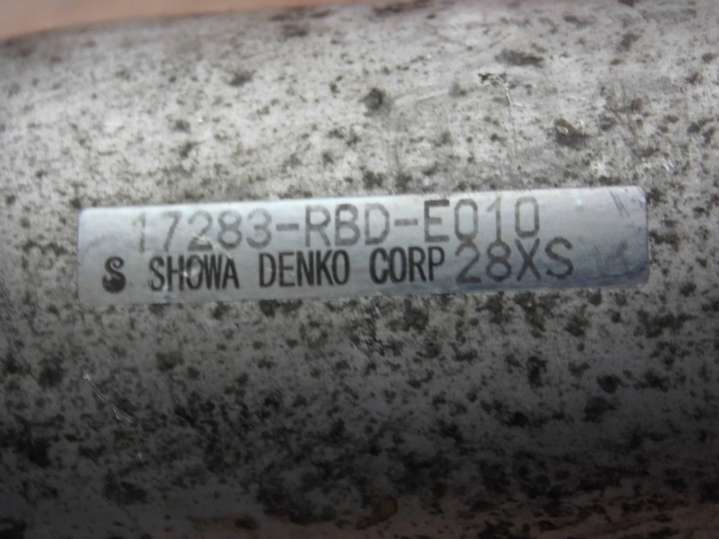 17283-RBD-E010
SHOWA DENKO CORP 28XS